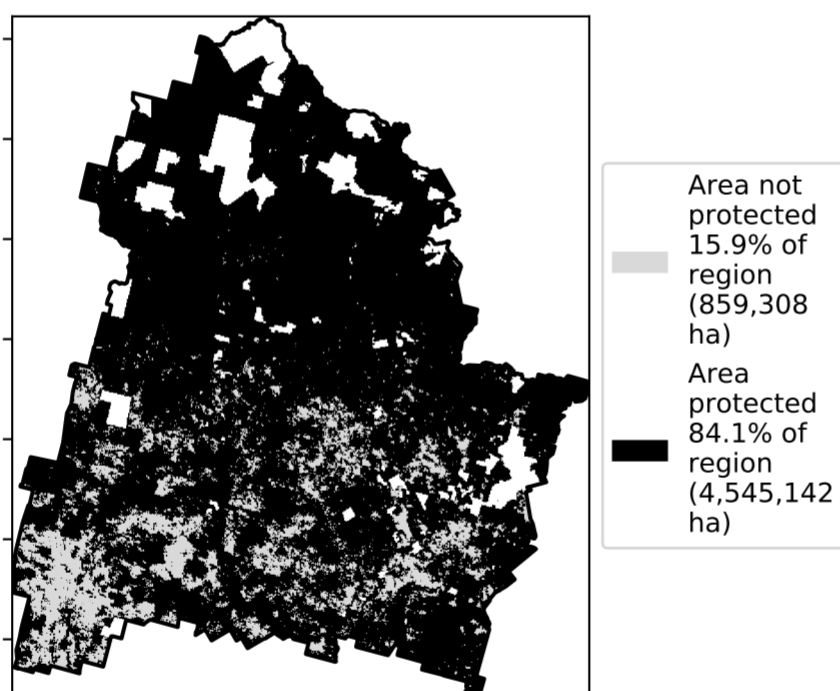 Area not
protected
15.9% of
region
(859,308
ha)
Area
protected
84.1% of
region
(4,545,142
ha)